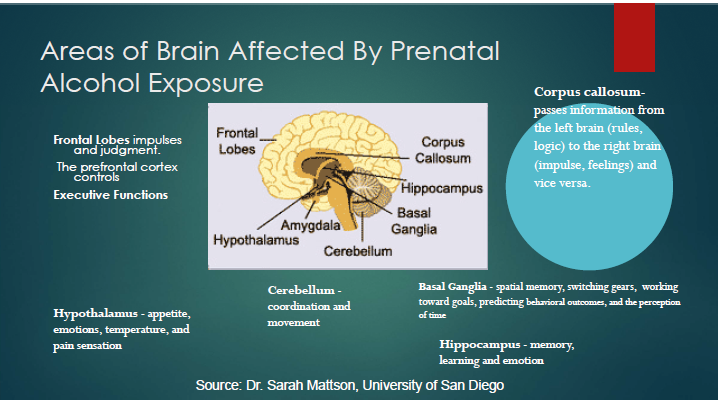 Areas of Brain Affected By Prenatal
Alcohol Exposure
Corpus callosum-
passes information from
the left brain (rules,
logic) to the right brain
(impulse, feelings) and
vice versa.
Frontal Lobes impulses
and judgment.
The prefrontal cortex
controls
Executive Functions
Frontal
Lobes
Corpus
Callosum
Hippocampus
Basal
Ganglia
Amygdala
Hypothalamus
Cerebellum
Hypothalamus - appetite,
emotions, temperature, and
pain sensation
Cerebellum -
coordination and
movement
Basal Ganglia - spatial memory, switching gears, working
toward goals, predicting behavioral outcomes, and the perception
of time
Hippocampus - memory,
learning and emotion
Source: Dr. Sarah Mattson, University of San Diego